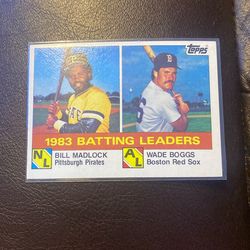 Topps
1983 BATTING LEADERS
NL
BILL MADLOCK
Pittsburgh Pirates
AL
WADE BOGGS
Boston Red Sox